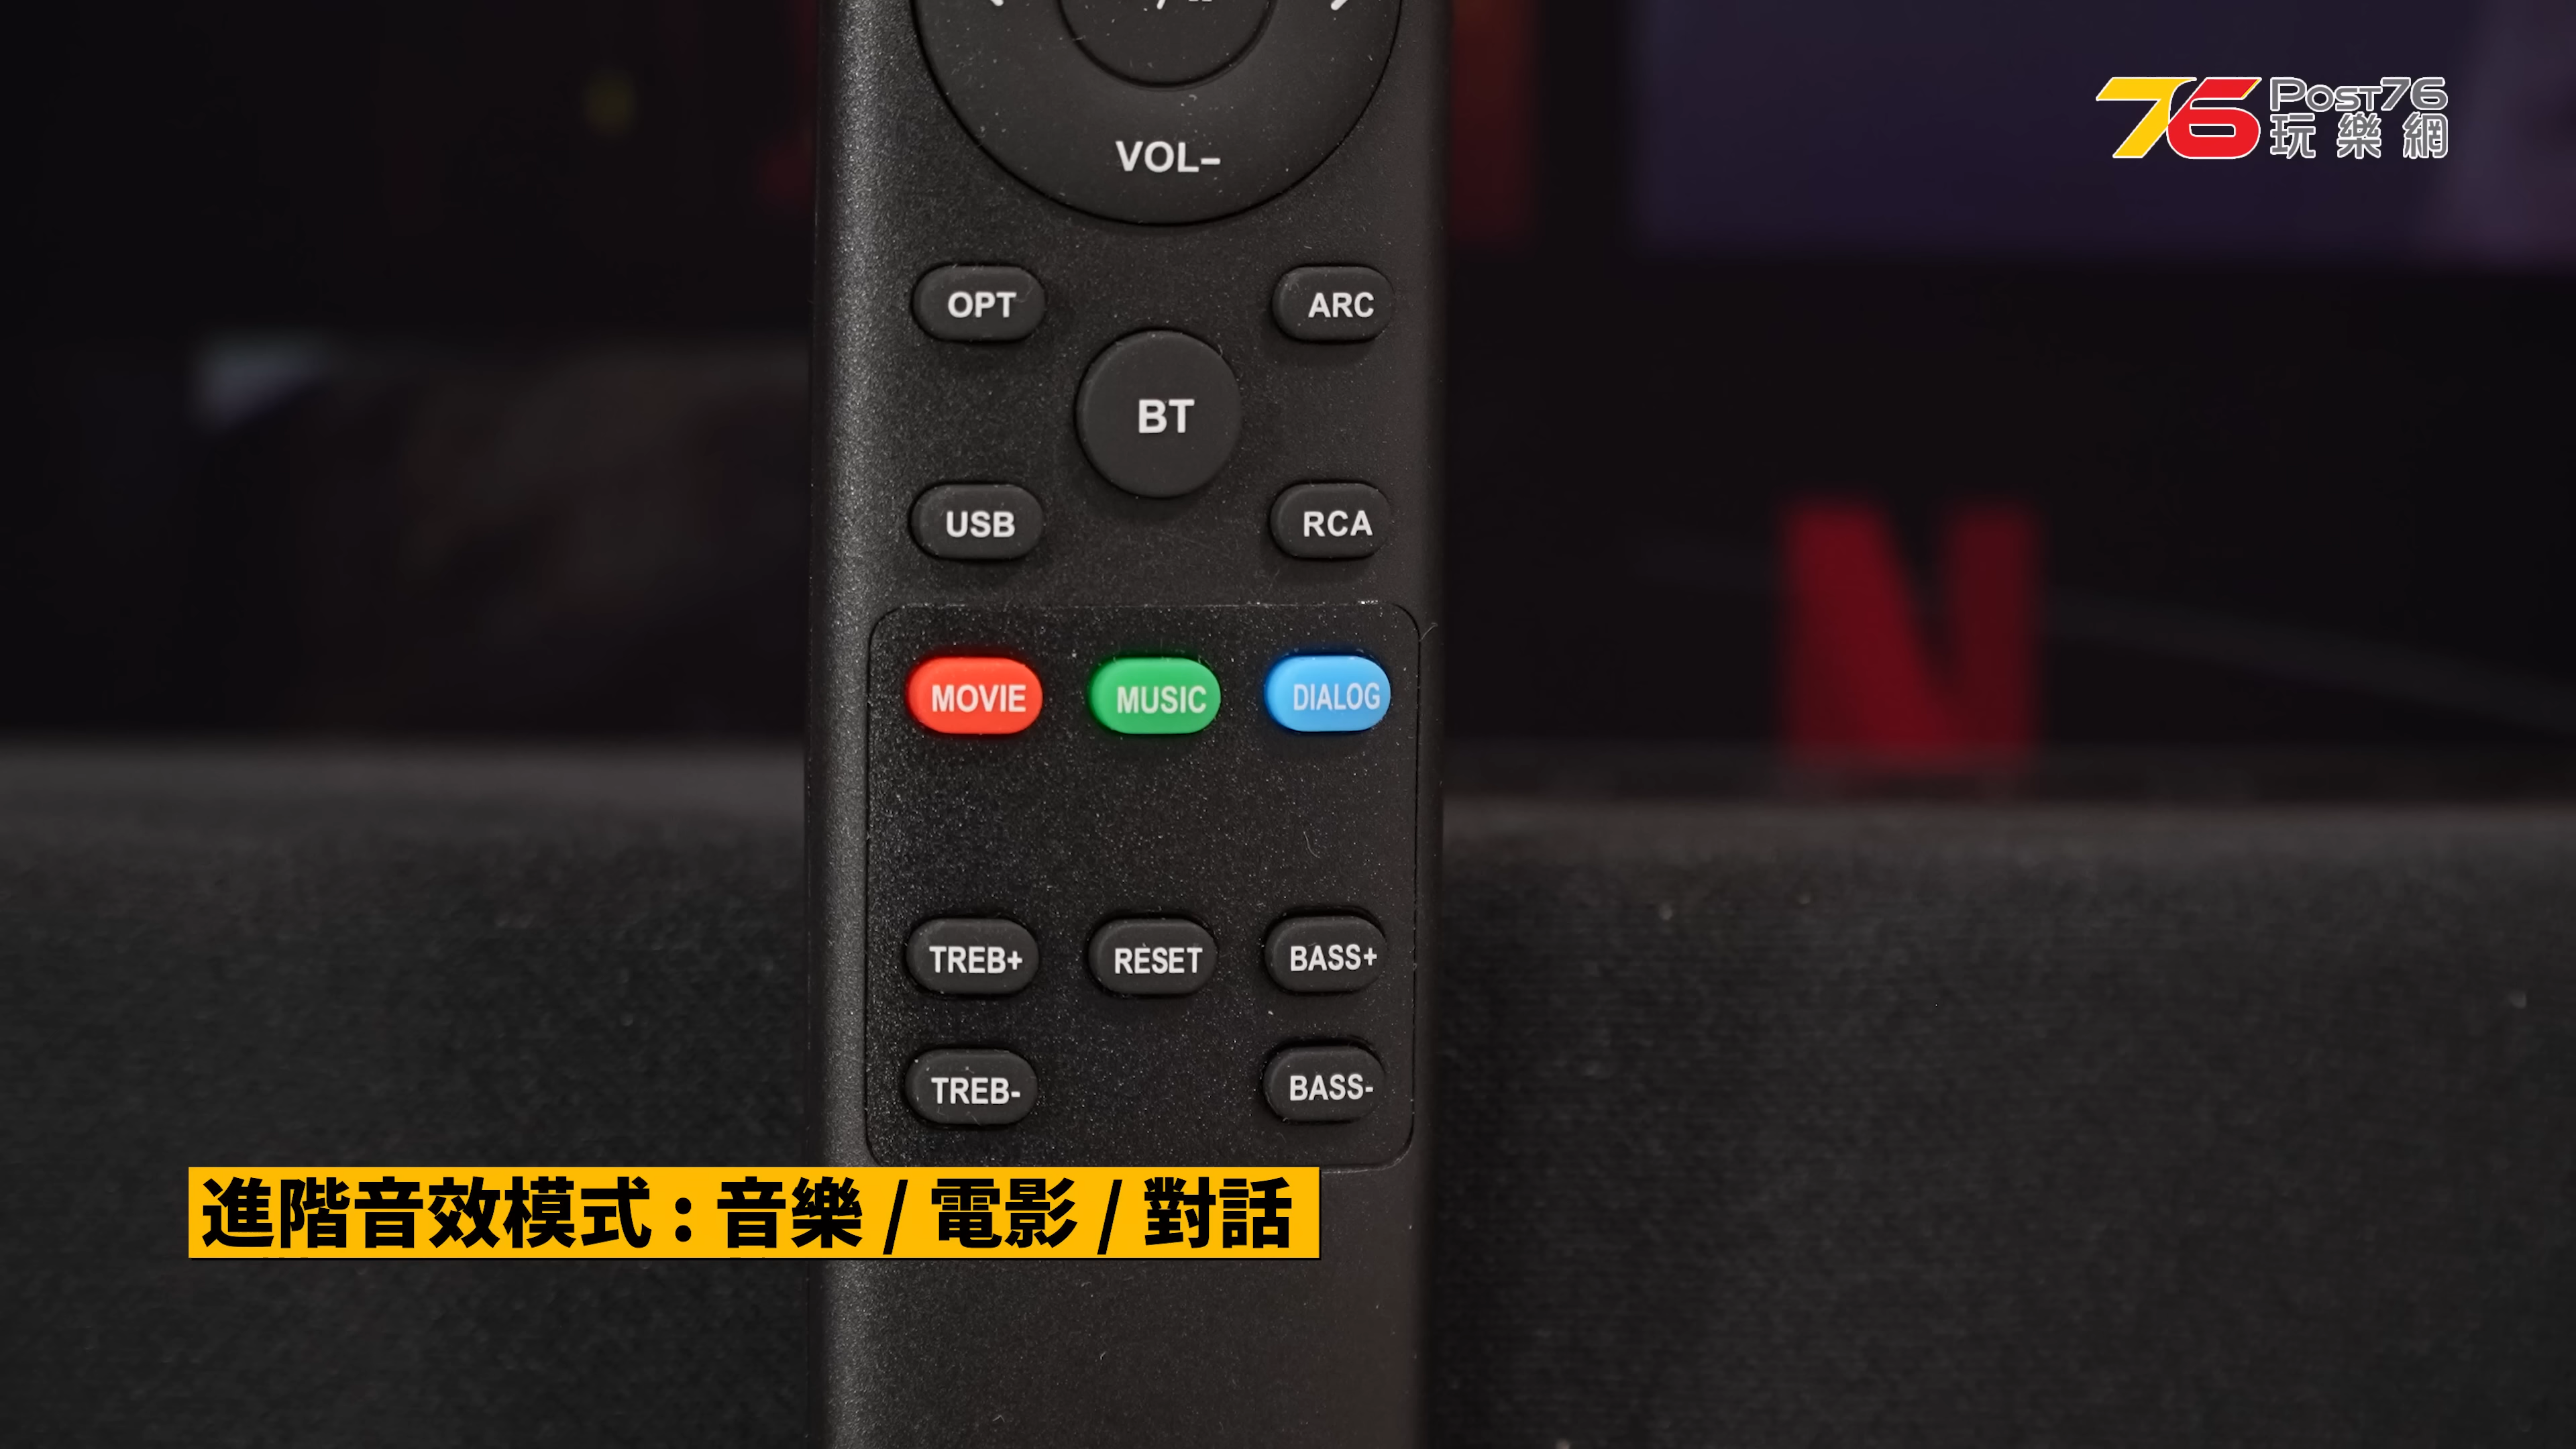 76 Post76
玩樂網
VOL-
OPT
ARC
BT
USB
RCA
MOVIE
MUSIC
DIALOG
TREB+
RESET
BASS+
TREB-
BASS-
進階音效模式 : 音樂 / 電影 / 對話
N